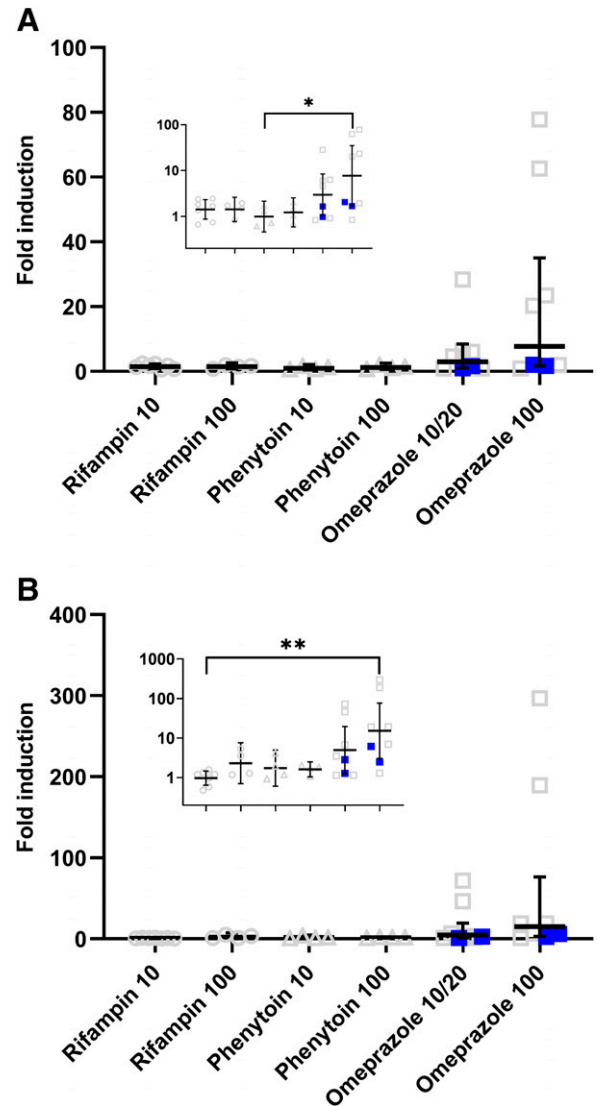 A
100
80
60
40
20
0
Fold induction
100
10
1
*
Rifampin 10
Rifampin 100
Phenytoin 10
Phenytoin 100
Omeprazole 10/20
Omeprazole 100
B
400
300
200
100
0
Fold induction
1000
100
10
1
**
Rifampin 10
Rifampin 100
Phenytoin 10
Phenytoin 100
Omeprazole 10/20
Omeprazole 100